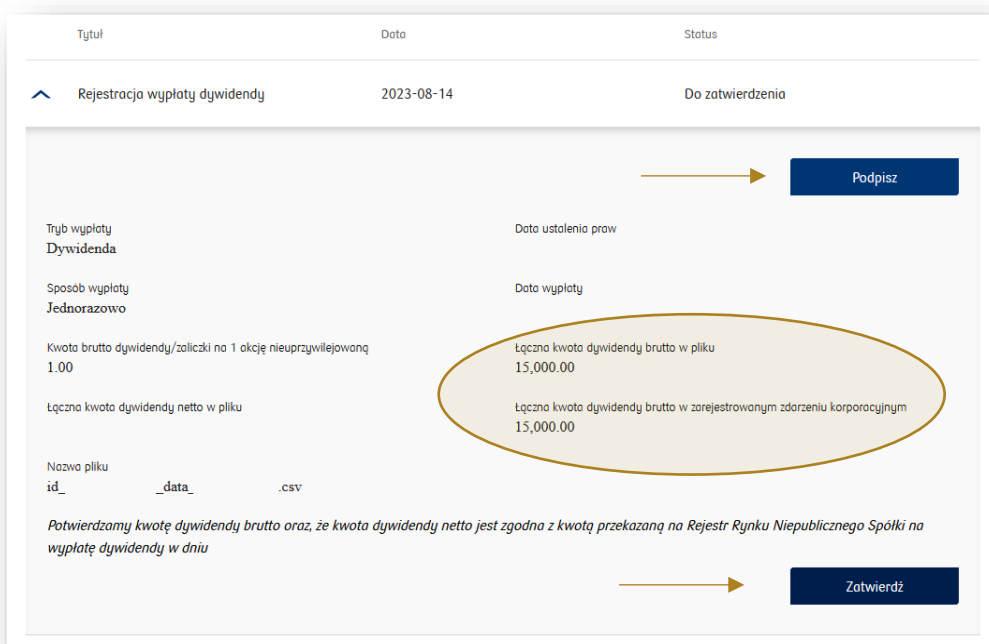 Tytuł Data Status
Rejestracja wypłaty dywidendy 2023-08-14 Do zatwierdzenia
Podpisz
Tryb wypłaty Data ustalenia praw
Dywidenda
Sposób wypłaty Data wypłaty
Jednorazowo
Kwota brutto dywidendy/zaliczki na 1 akcję nieuprzywilejowaną Łączna kwota dywidendy brutto w pliku
1.00 15,000.00
Łączna kwota dywidendy netto w pliku Łączna kwota dywidendy brutto w zarejestrowanym zdarzeniu korporacyjnym
15,000.00
Nazwa pliku
id_ _data_ .csv
Potwierdzamy kwotę dywidendy brutto oraz, że kwota dywidendy netto jest zgodna z kwotą przekazaną na Rejestr Rynku Niepublicznego Spółki na
wypłatę dywidendy w dniu
Zatwierdź